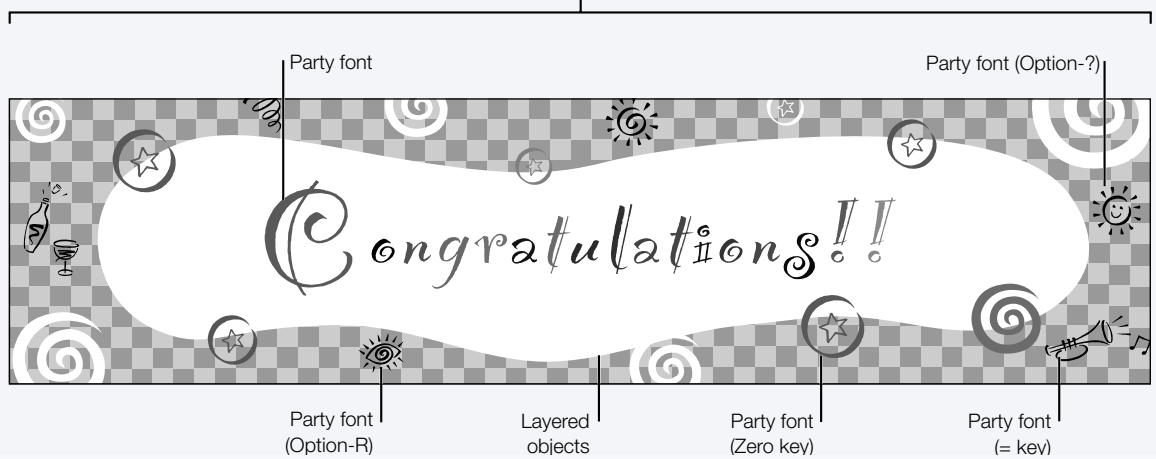 Party font
Party font (Option-?)
Congratulations!!
Party font
(Option-R)
Layered
objects
Party font
(Zero key)
Party font
(= key)